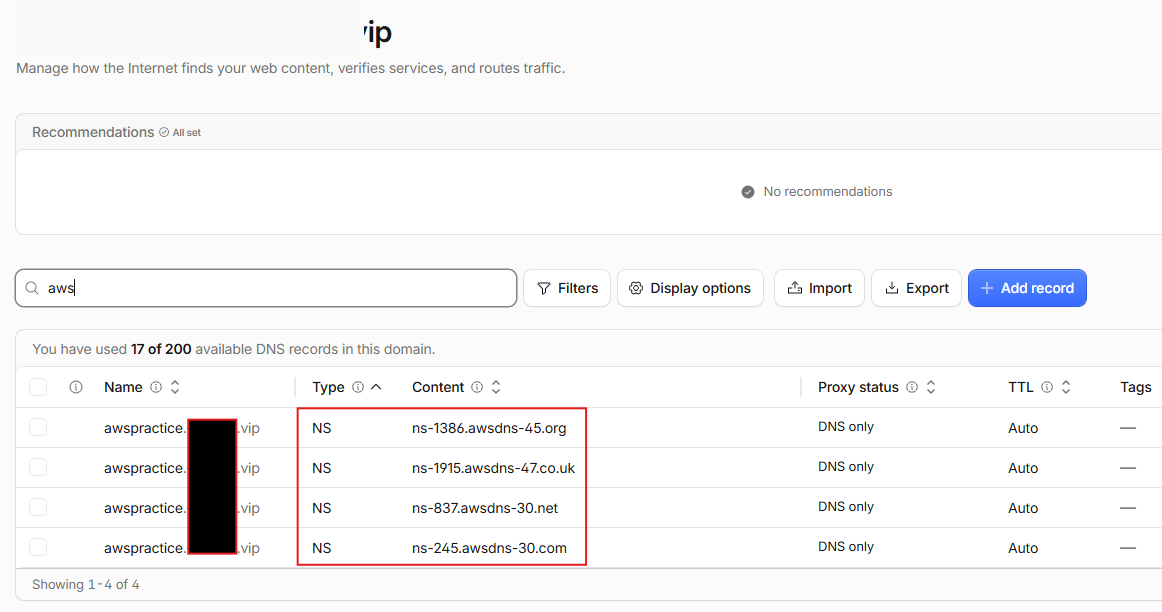 vip
Manage how the Internet finds your web content, verifies services, and routes traffic.
Recommendations All set
No recommendations
aws
Filters
Display options
Import
Export
+ Add record
You have used 17 of 200 available DNS records in this domain.
Name Type Content Proxy status TTL Tags
awspractice. .vip NS ns-1386.awsdns-45.org DNS only Auto —
awspractice. .vip NS ns-1915.awsdns-47.co.uk DNS only Auto —
awspractice. .vip NS ns-837.awsdns-30.net DNS only Auto —
awspractice. .vip NS ns-245.awsdns-30.com DNS only Auto —
Showing 1-4 of 4